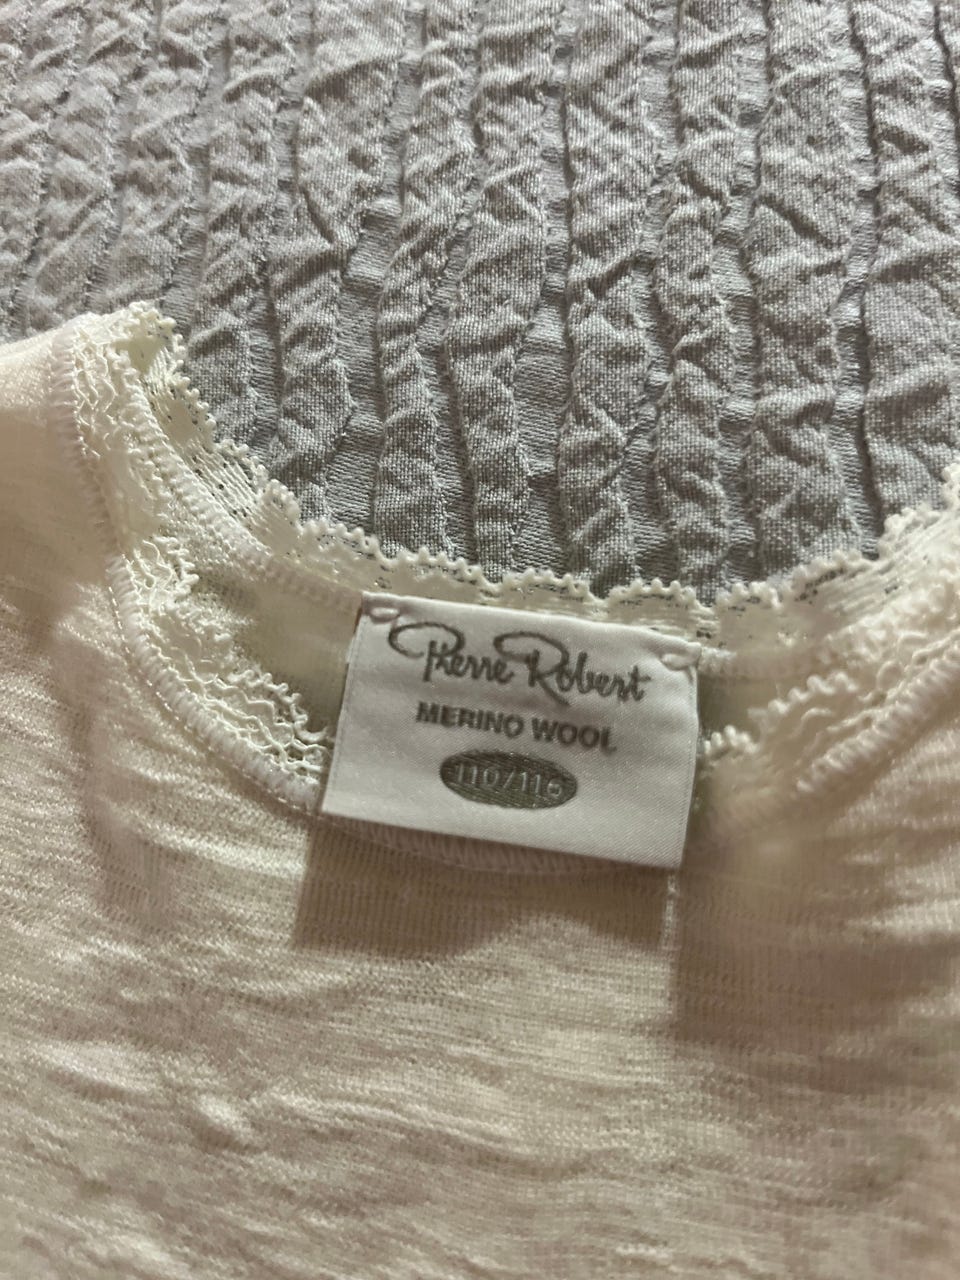 Pierre Robert
MERINO WOOL
110/116